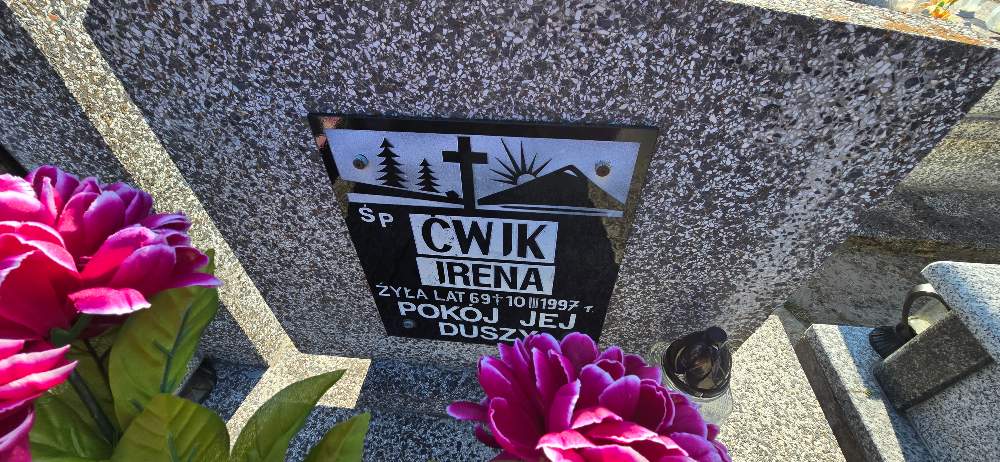 ŚP
ĆWIK
IRENA
ŻYŁA LAT 69 † 10 III 1997 r.
POKÓJ JEJ
DUSZY